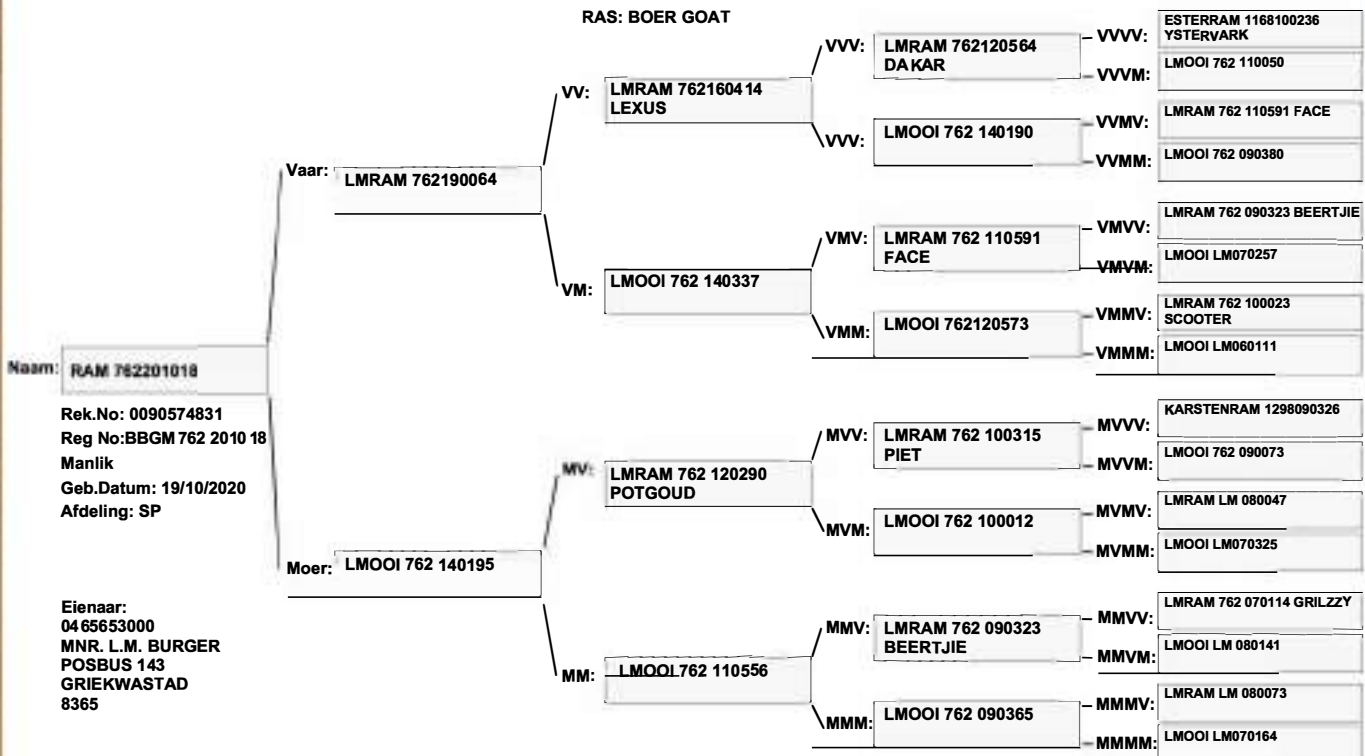 RAS: BOER GOAT
Naam: RAM 762201018
Rek.No: 0090574831
Reg No:BBGM 762 2010 18
Manlik
Geb.Datum: 19/10/2020
Afdeling: SP
Eienaar:
0465653000
MNR. L.M. BURGER
POSBUS 143
GRIEKWASTAD
8365
Vaar: LMRAM 762190064
Moer: LMOOI 762 140195
VV: LMRAM 762160414
LEXUS
VM: LMOOI 762 140337
MV: LMRAM 762 120290
POTGOUD
MM: LMOOI 762 110556
VVV: LMRAM 762120564
DAKAR
VVV: LMOOI 762 140190
VMV: LMRAM 762 110591
FACE
VMM: LMOOI 762120573
MVV: LMRAM 762 100315
PIET
MVM: LMOOI 762 100012
MMV: LMRAM 762 090323
BEERTJIE
MMM: LMOOI 762 090365
VVVV: ESTERRAM 1168100236
YSTERVARK
VVVM: LMOOI 762 110050
VVMV: LMRAM 762 110591 FACE
VVMM: LMOOI 762 090380
VMVV: LMRAM 762 090323 BEERTJIE
VMVM: LMOOI LM070257
VMMV: LMRAM 762 100023
SCOOTER
VMMM: LMOOI LM060111
MVVV: KARSTENRAM 1298090326
MVVM: LMOOI 762 090073
MVMV: LMRAM LM 080047
MVMM: LMOOI LM070325
MMVV: LMRAM 762 070114 GRILZZY
MMVM: LMOOI LM 080141
MMMV: LMRAM LM 080073
MMMM: LMOOI LM070164